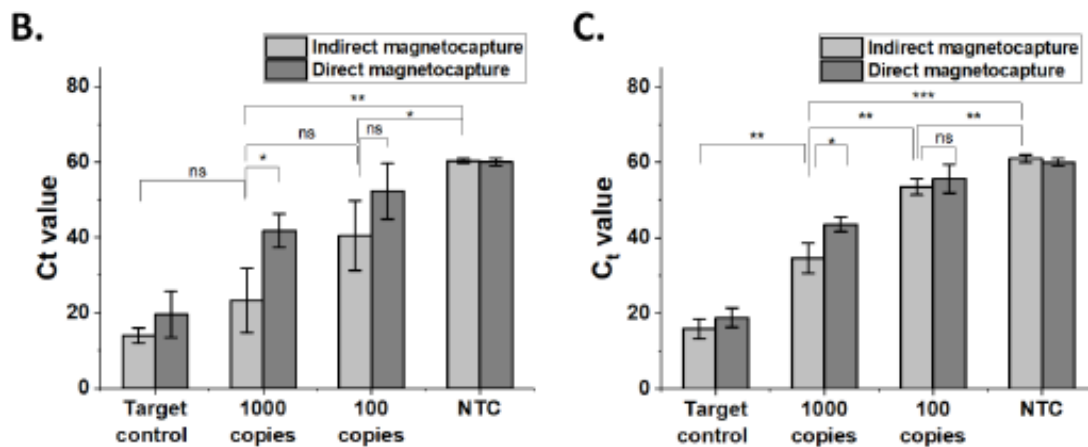 B.
Indirect magnetocapture
Direct magnetocapture
80
60
40
20
0
Ct value
**
*
ns
ns
*
ns
Target control
1000 copies
100 copies
NTC
C.
Indirect magnetocapture
Direct magnetocapture
80
60
40
20
0
Ct value
***
**
**
**
*
ns
Target control
1000 copies
100 copies
NTC